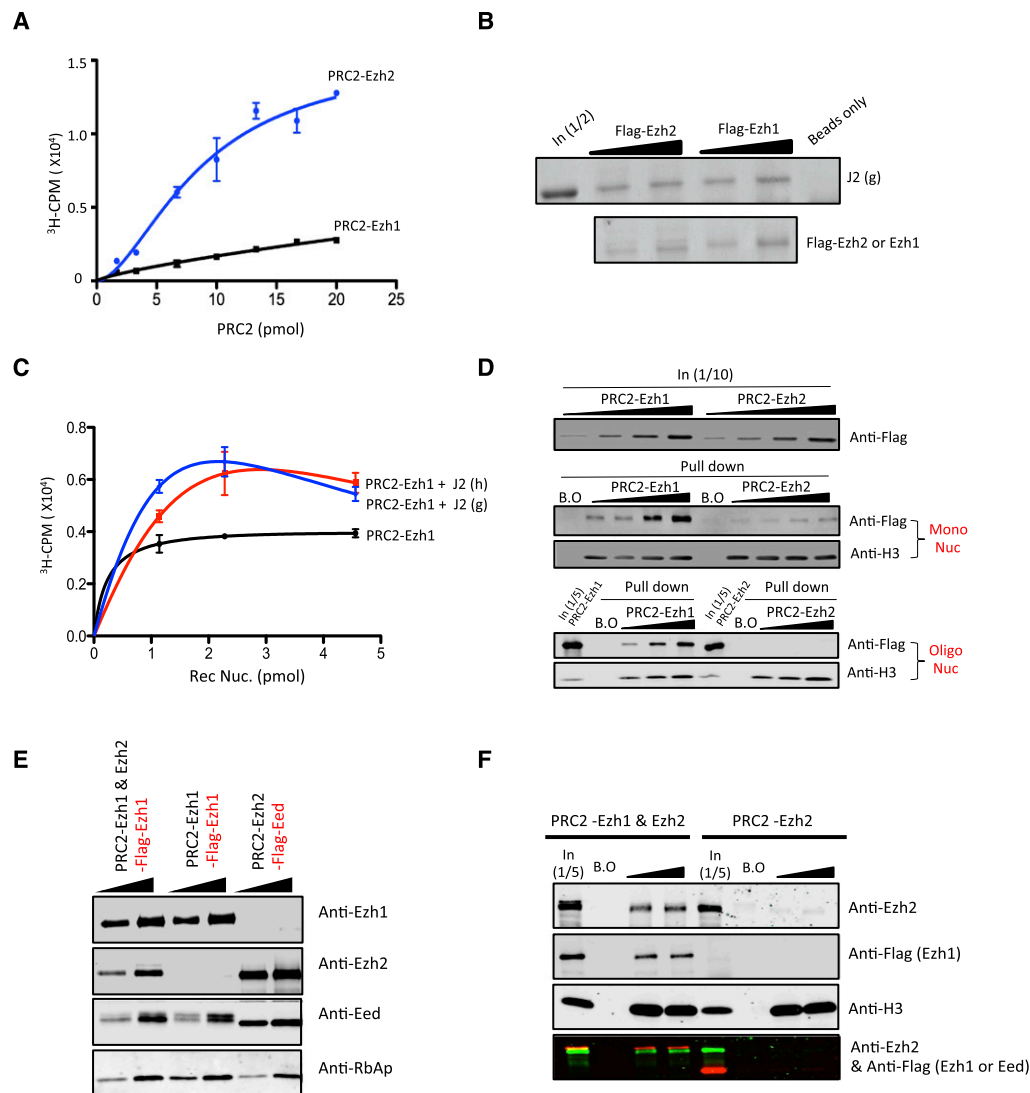 A
1.5
1.0
0.5
0
0 5 10 15 20 25
³H-CPM ( X10⁴)
PRC2 (pmol)
PRC2-Ezh2
PRC2-Ezh1
B
In (1/2)
Flag-Ezh2
Flag-Ezh1
Beads only
J2 (g)
Flag-Ezh2 or Ezh1
C
0.8
0.6
0.4
0.2
0.0
0 1 2 3 4 5
³H-CPM ( X10⁴)
Rec Nuc. (pmol)
PRC2-Ezh1 + J2 (h)
PRC2-Ezh1 + J2 (g)
PRC2-Ezh1
D
In (1/10)
PRC2-Ezh1 PRC2-Ezh2
Anti-Flag
Pull down
B.O PRC2-Ezh1 B.O PRC2-Ezh2
Anti-Flag
Anti-H3
Mono
Nuc
In (1/5)
PRC2-Ezh1
Pull down
B.O PRC2-Ezh1
In (1/5)
PRC2-Ezh2
Pull down
B.O PRC2-Ezh2
Anti-Flag
Anti-H3
Oligo
Nuc
E
PRC2-Ezh1 & Ezh2
-Flag-Ezh1
PRC2-Ezh1
-Flag-Ezh1
PRC2-Ezh2
-Flag-Eed
Anti-Ezh1
Anti-Ezh2
Anti-Eed
Anti-RbAp
F
PRC2 -Ezh1 & Ezh2 PRC2 -Ezh2
In
(1/5)
B.O
In
(1/5)
B.O
Anti-Ezh2
Anti-Flag (Ezh1)
Anti-H3
Anti-Ezh2
& Anti-Flag (Ezh1 or Eed)